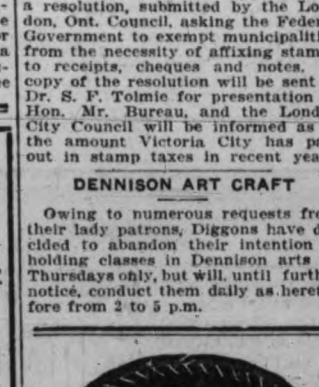 a resolution, submitted by the Lo
don, Ont. Council, asking the Feder
Government to exempt municipaliti
from the necessity of affixing stam
to receipts, cheques and notes.
copy of the resolution will be sent
Dr. S. F. Tolmie for presentation
Hon. Mr. Bureau, and the Lond
City Council will be informed as
the amount Victoria City has pa
out in stamp taxes in recent yea
DENNISON ART CRAFT
Owing to numerous requests fro
their lady patrons, Diggons have d
cided to abandon their intention
holding classes in Dennison arts
Thursdays only, but will, until furth
notice, conduct them daily as heret
fore from 2 to 5 p.m.